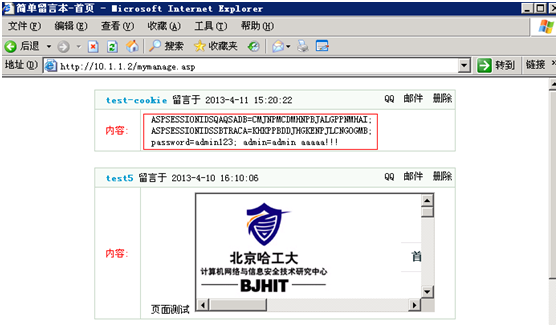 简单留言本-首页 - Microsoft Internet Explorer
文件(F) 编辑(E) 查看(V) 收藏(A) 工具(T) 帮助(H)
后退 搜索 收藏夹
地址(D) http://10.1.1.2/mymanage.asp 转到 链接 »
test-cookie 留言于 2013-4-11 15:20:22 QQ 邮件 删除
ASPSESSIONIDSQAQSADB=CMJNPMCDMHNPBJALGPPNMHAI;
内容: ASPSESSIONIDSSBTRACA=KHKPPBDDJHGKENPJLCNGOGMB;
password=admin123; admin=admin aaaaa!!!
test5 留言于 2013-4-10 16:10:06 QQ 邮件 删除
北京哈工大
首
内容:
计算机网络与信息安全技术研究中心
BJHIT
页面测试